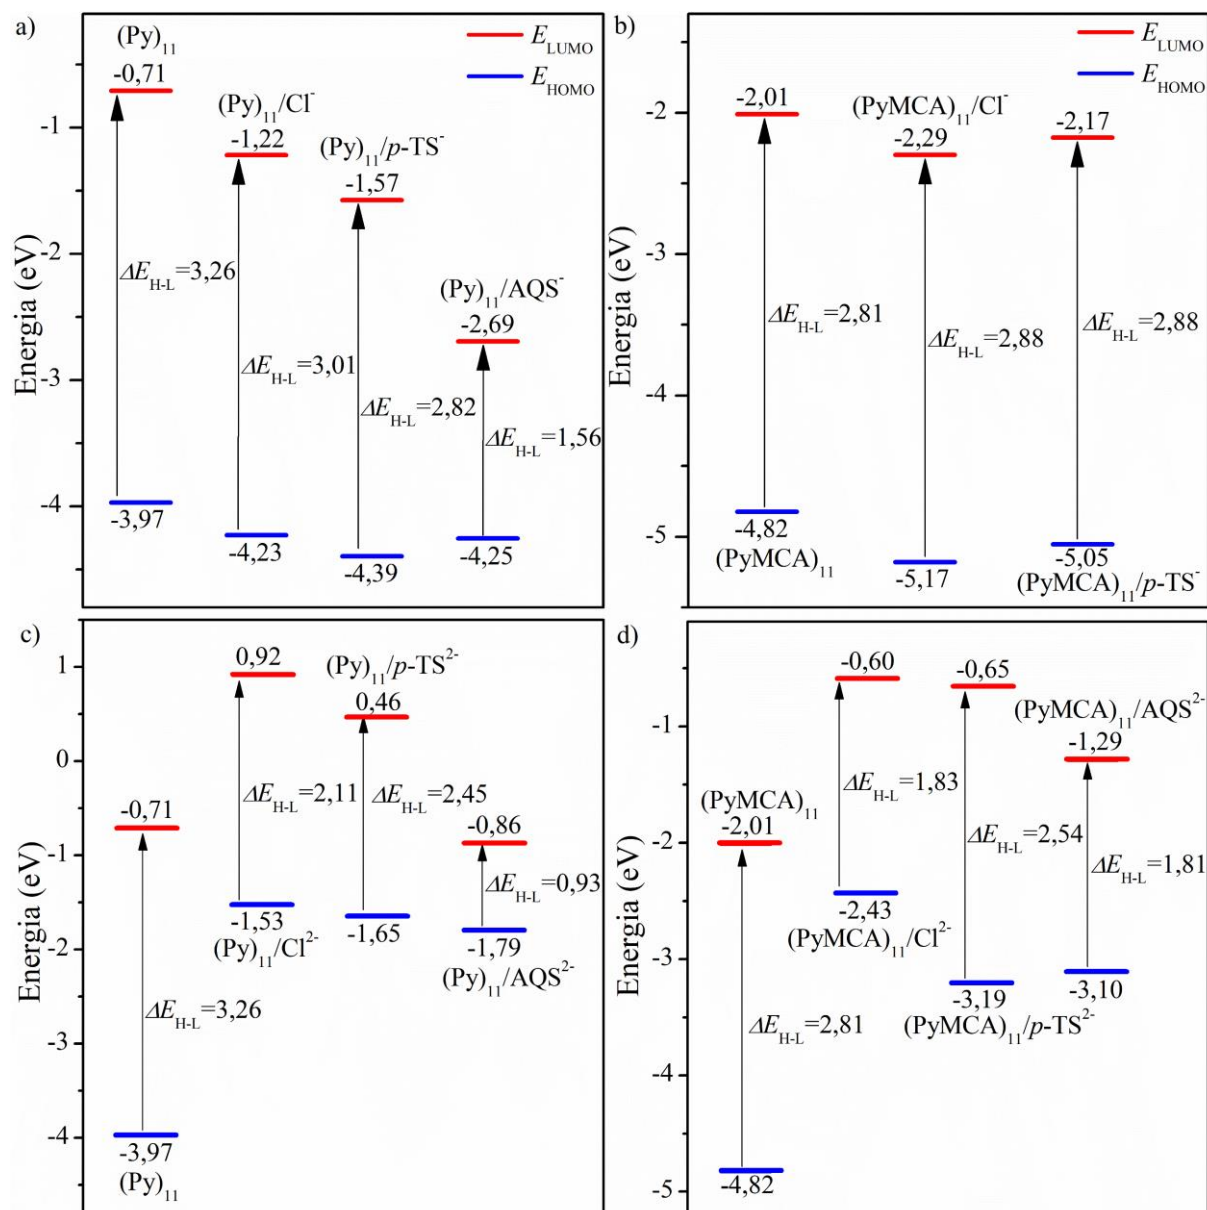 a)
(Py)₁₁
-0,71
E_LUMO
E_HOMO
(Py)₁₁/Cl⁻
-1,22
(Py)₁₁/p-TS⁻
-1,57
(Py)₁₁/AQS⁻
-2,69
ΔE_H-L=3,26
ΔE_H-L=3,01
ΔE_H-L=2,82
ΔE_H-L=1,56
-3,97
-4,23
-4,39
-4,25
-1
-2
-3
-4
Energia (eV)
b)
E_LUMO
E_HOMO
-2,01
(PyMCA)₁₁/Cl⁻
-2,29
-2,17
ΔE_H-L=2,81
ΔE_H-L=2,88
ΔE_H-L=2,88
-4,82
(PyMCA)₁₁
-5,17
-5,05
(PyMCA)₁₁/p-TS⁻
-2
-3
-4
-5
Energia (eV)
c)
0,92
(Py)₁₁/p-TS²⁻
0,46
-0,71
-0,86
ΔE_H-L=2,11
ΔE_H-L=2,45
ΔE_H-L=0,93
ΔE_H-L=3,26
-1,53
(Py)₁₁/Cl²⁻
-1,65
-1,79
(Py)₁₁/AQS²⁻
-3,97
(Py)₁₁
1
0
-1
-2
-3
-4
Energia (eV)
d)
-0,60
-0,65
(PyMCA)₁₁/AQS²⁻
-1,29
(PyMCA)₁₁
-2,01
ΔE_H-L=1,83
ΔE_H-L=2,54
ΔE_H-L=1,81
ΔE_H-L=2,81
-2,43
(PyMCA)₁₁/Cl²⁻
-3,19
(PyMCA)₁₁/p-TS²⁻
-3,10
-4,82
-1
-2
-3
-4
-5
Energia (eV)